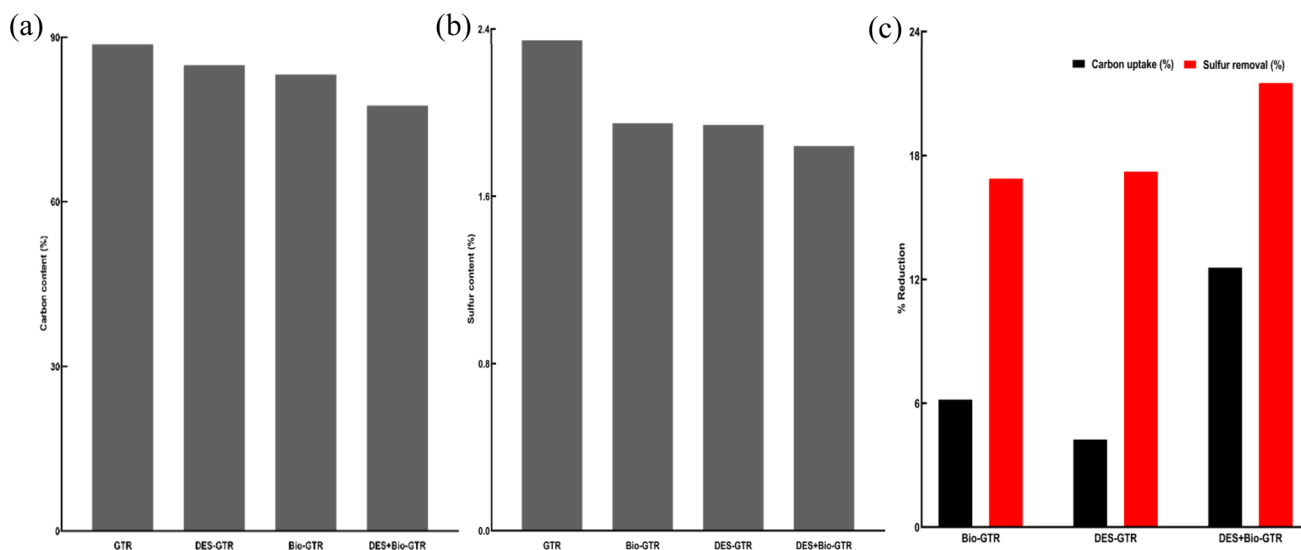 (a)
90
60
30
0
Carbon content (%)
GTR DES-GTR Bio-GTR DES+Bio-GTR
(b)
2.4
1.6
0.8
0.0
Sulfur content (%)
GTR Bio-GTR DES-GTR DES+Bio-GTR
(c)
24
18
12
6
0
% Reduction
Carbon uptake (%) Sulfur removal (%)
Bio-GTR DES-GTR DES+Bio-GTR